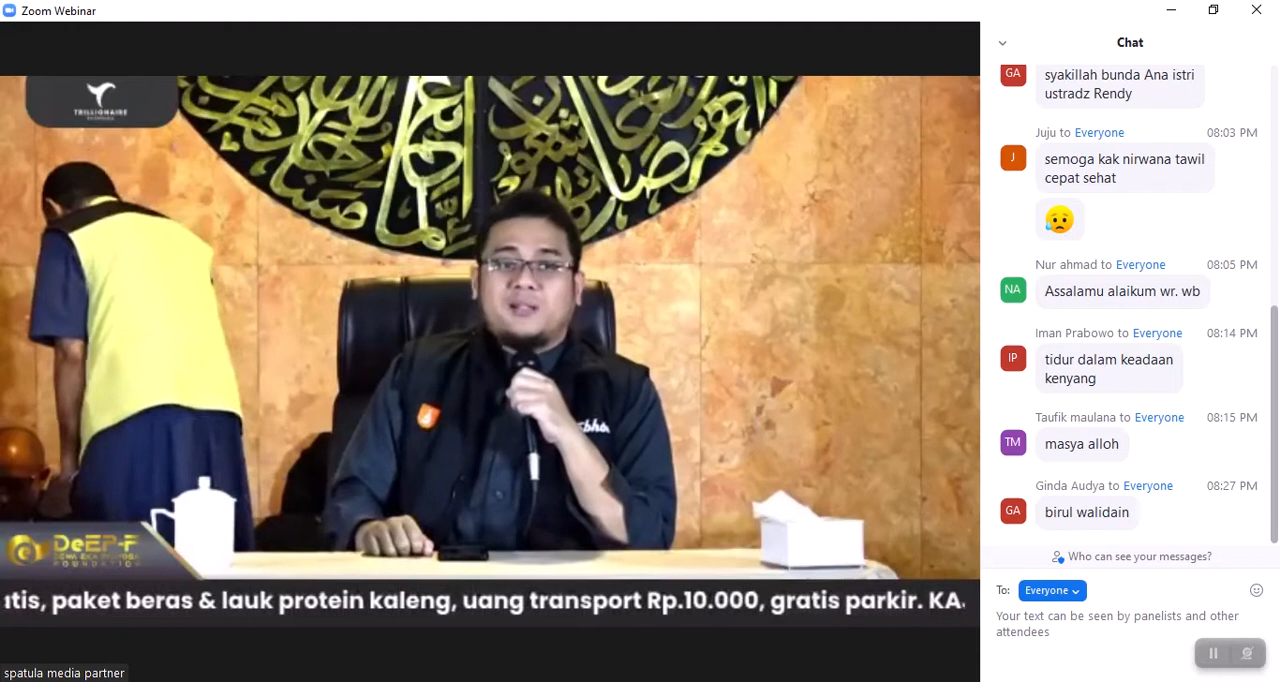 Zoom Webinar
TRILLIONAIRE
DeEP-F
FOUNDATION
atis, paket beras & lauk protein kaleng, uang transport Rp.10.000, gratis parkir. KA
spatula media partner
Chat
GA
syakillah bunda Ana istri
ustradz Rendy
Juju to Everyone 08:03 PM
J
semoga kak nirwana tawil
cepat sehat
Nur ahmad to Everyone 08:05 PM
NA
Assalamu alaikum wr. wb
Iman Prabowo to Everyone 08:14 PM
IP
tidur dalam keadaan
kenyang
Taufik maulana to Everyone 08:15 PM
TM
masya alloh
Ginda Audya to Everyone 08:27 PM
GA
birul walidain
Who can see your messages?
To: Everyone
Your text can be seen by panelists and other
attendees